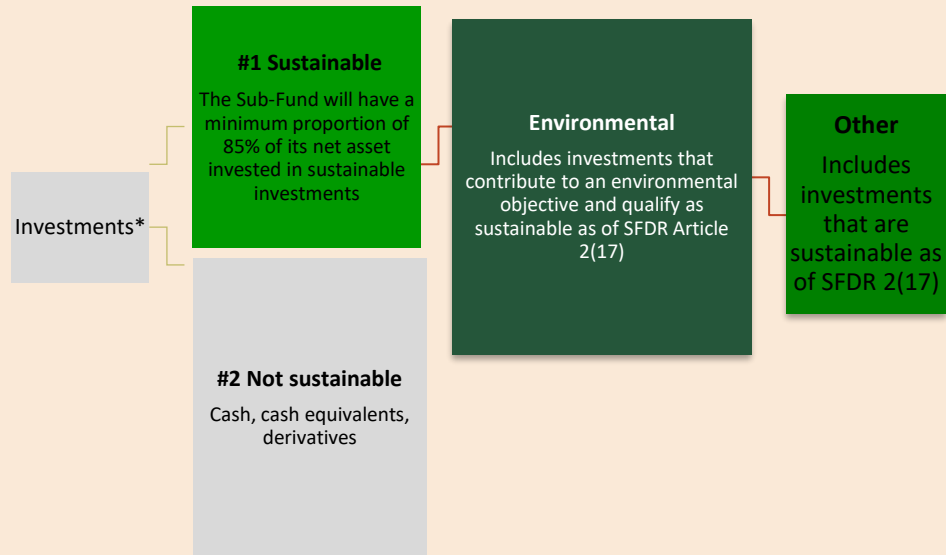 Investments*
#1 Sustainable
The Sub-Fund will have a
minimum proportion of
85% of its net asset
invested in sustainable
investments
#2 Not sustainable
Cash, cash equivalents,
derivatives
Environmental
Includes investments that
contribute to an environmental
objective and qualify as
sustainable as of SFDR Article
2(17)
Other
Includes
investments
that are
sustainable as
of SFDR 2(17)